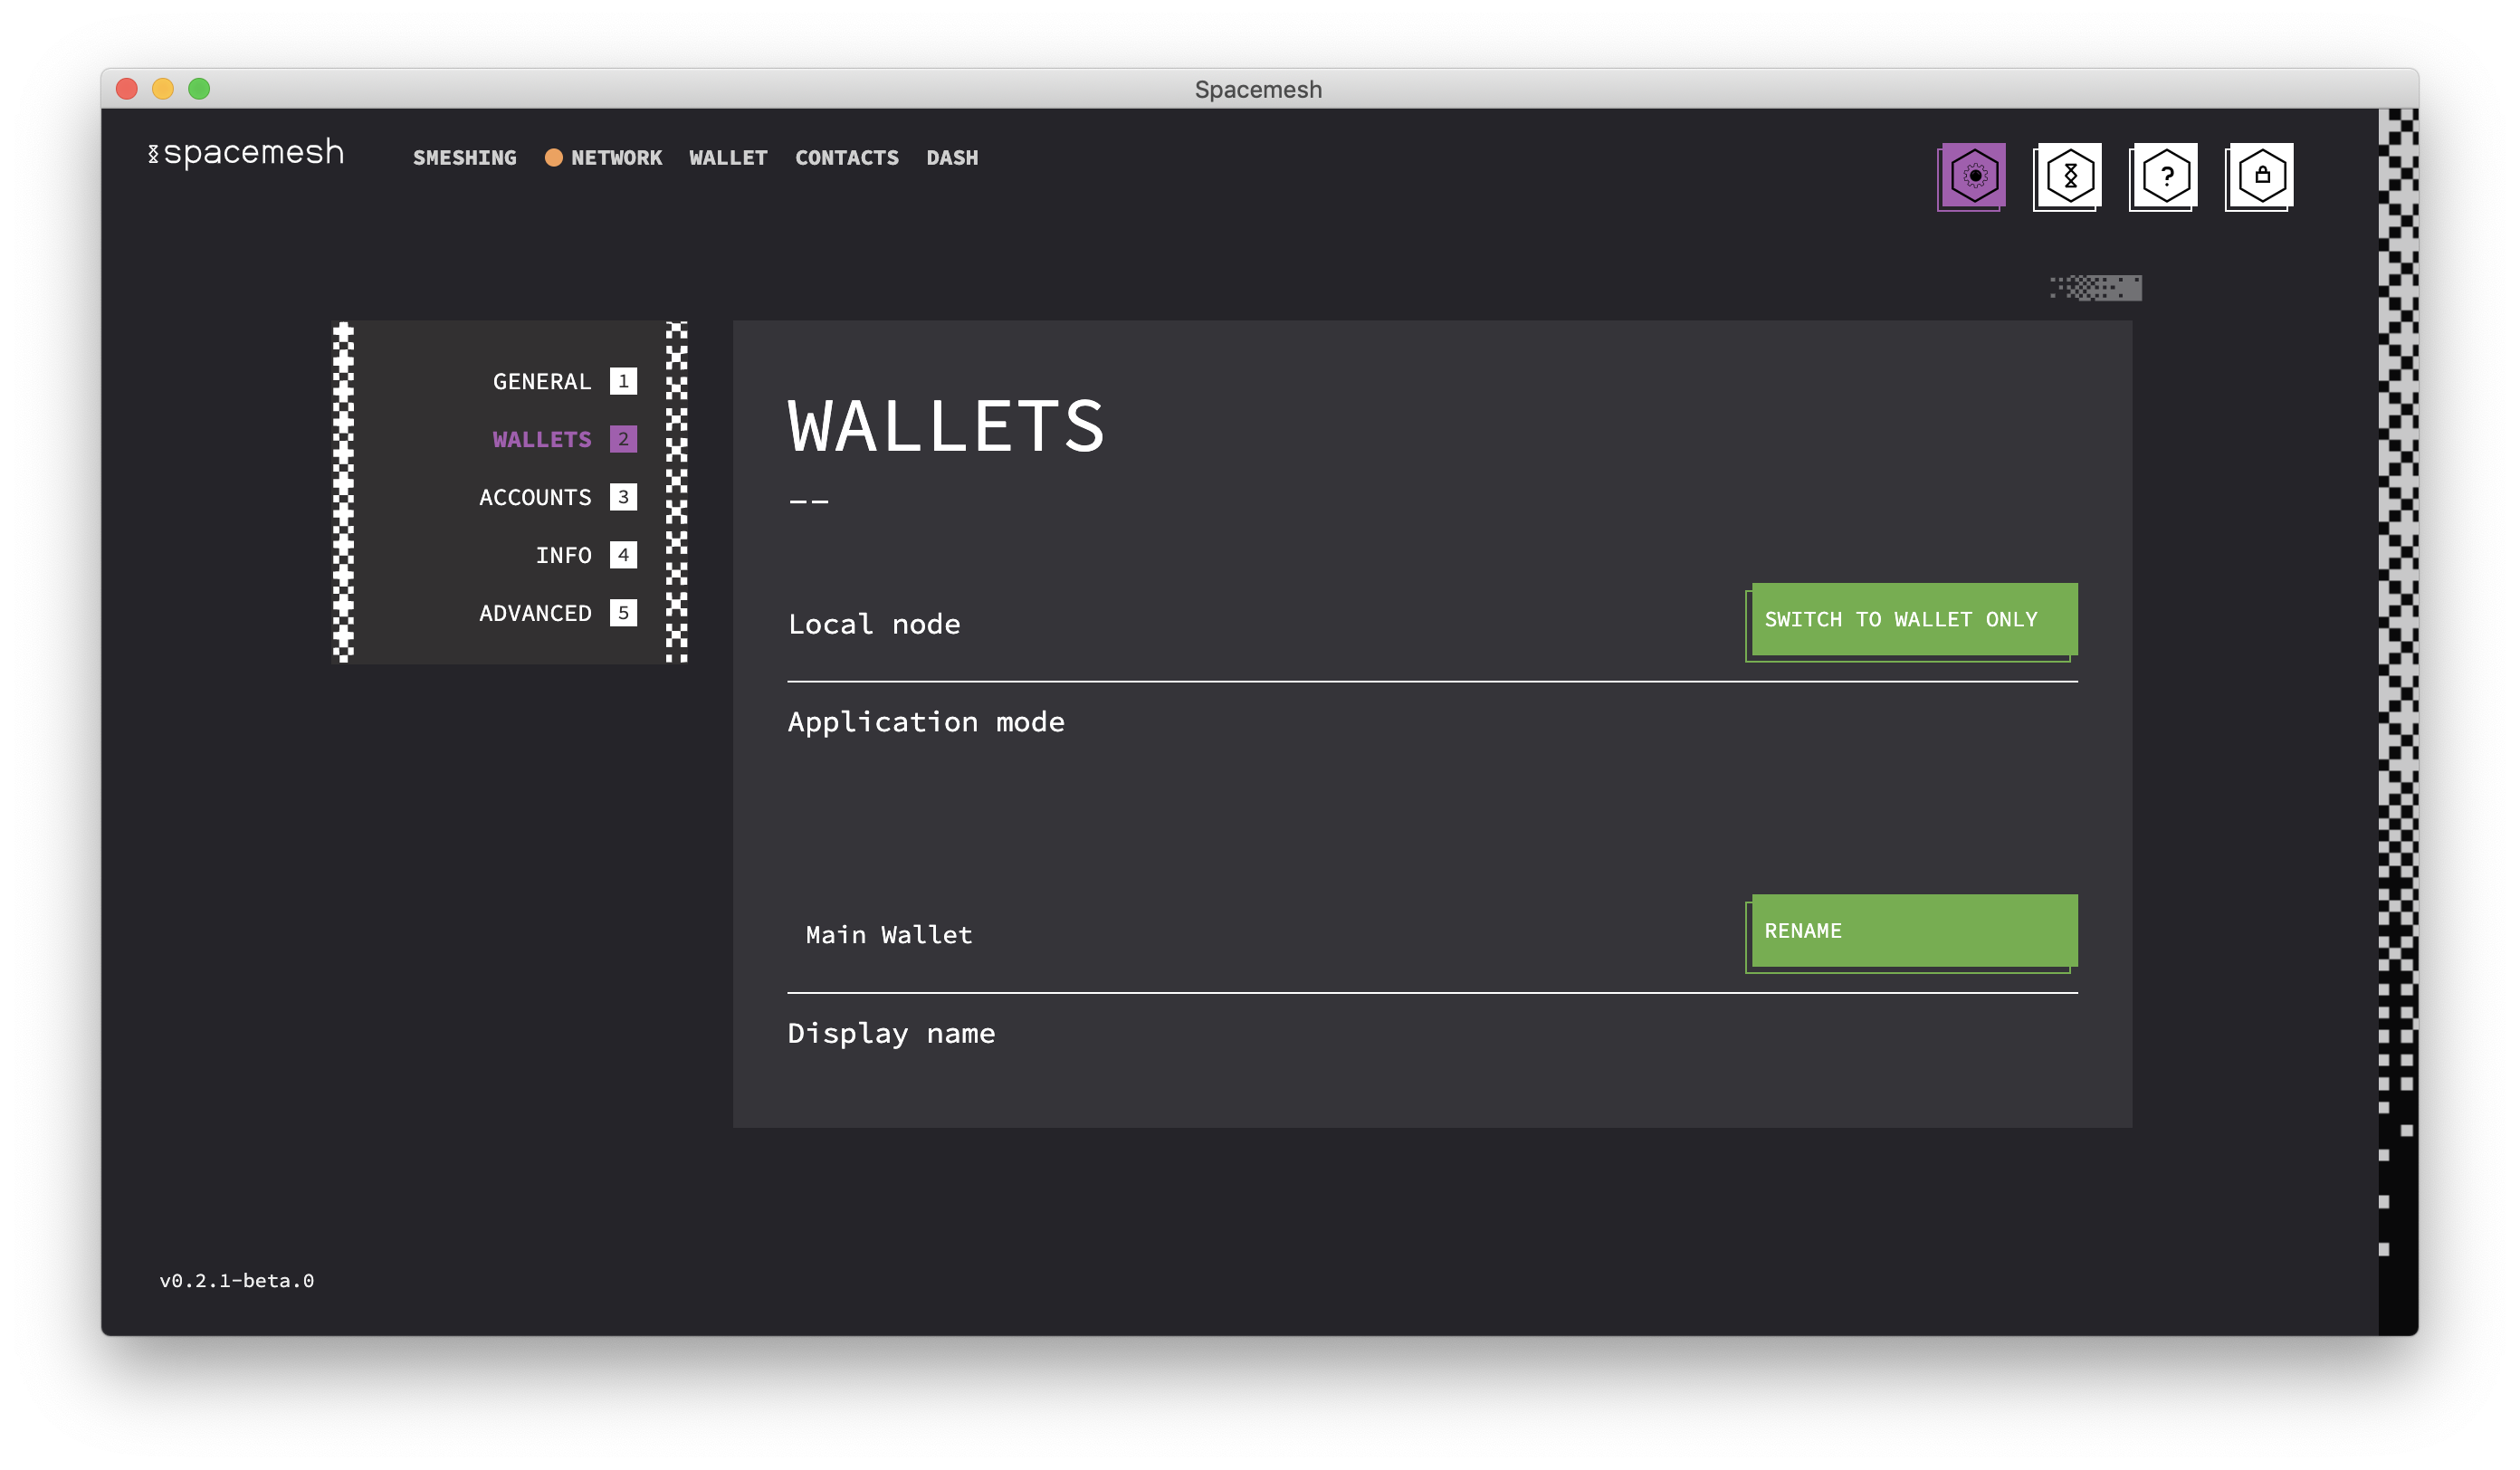 Spacemesh
spacemesh
SMESHING NETWORK WALLET CONTACTS DASH
?
GENERAL 1
WALLETS 2
ACCOUNTS 3
INFO 4
ADVANCED 5
WALLETS
--
Local node
SWITCH TO WALLET ONLY
Application mode
Main Wallet
RENAME
Display name
v0.2.1-beta.0